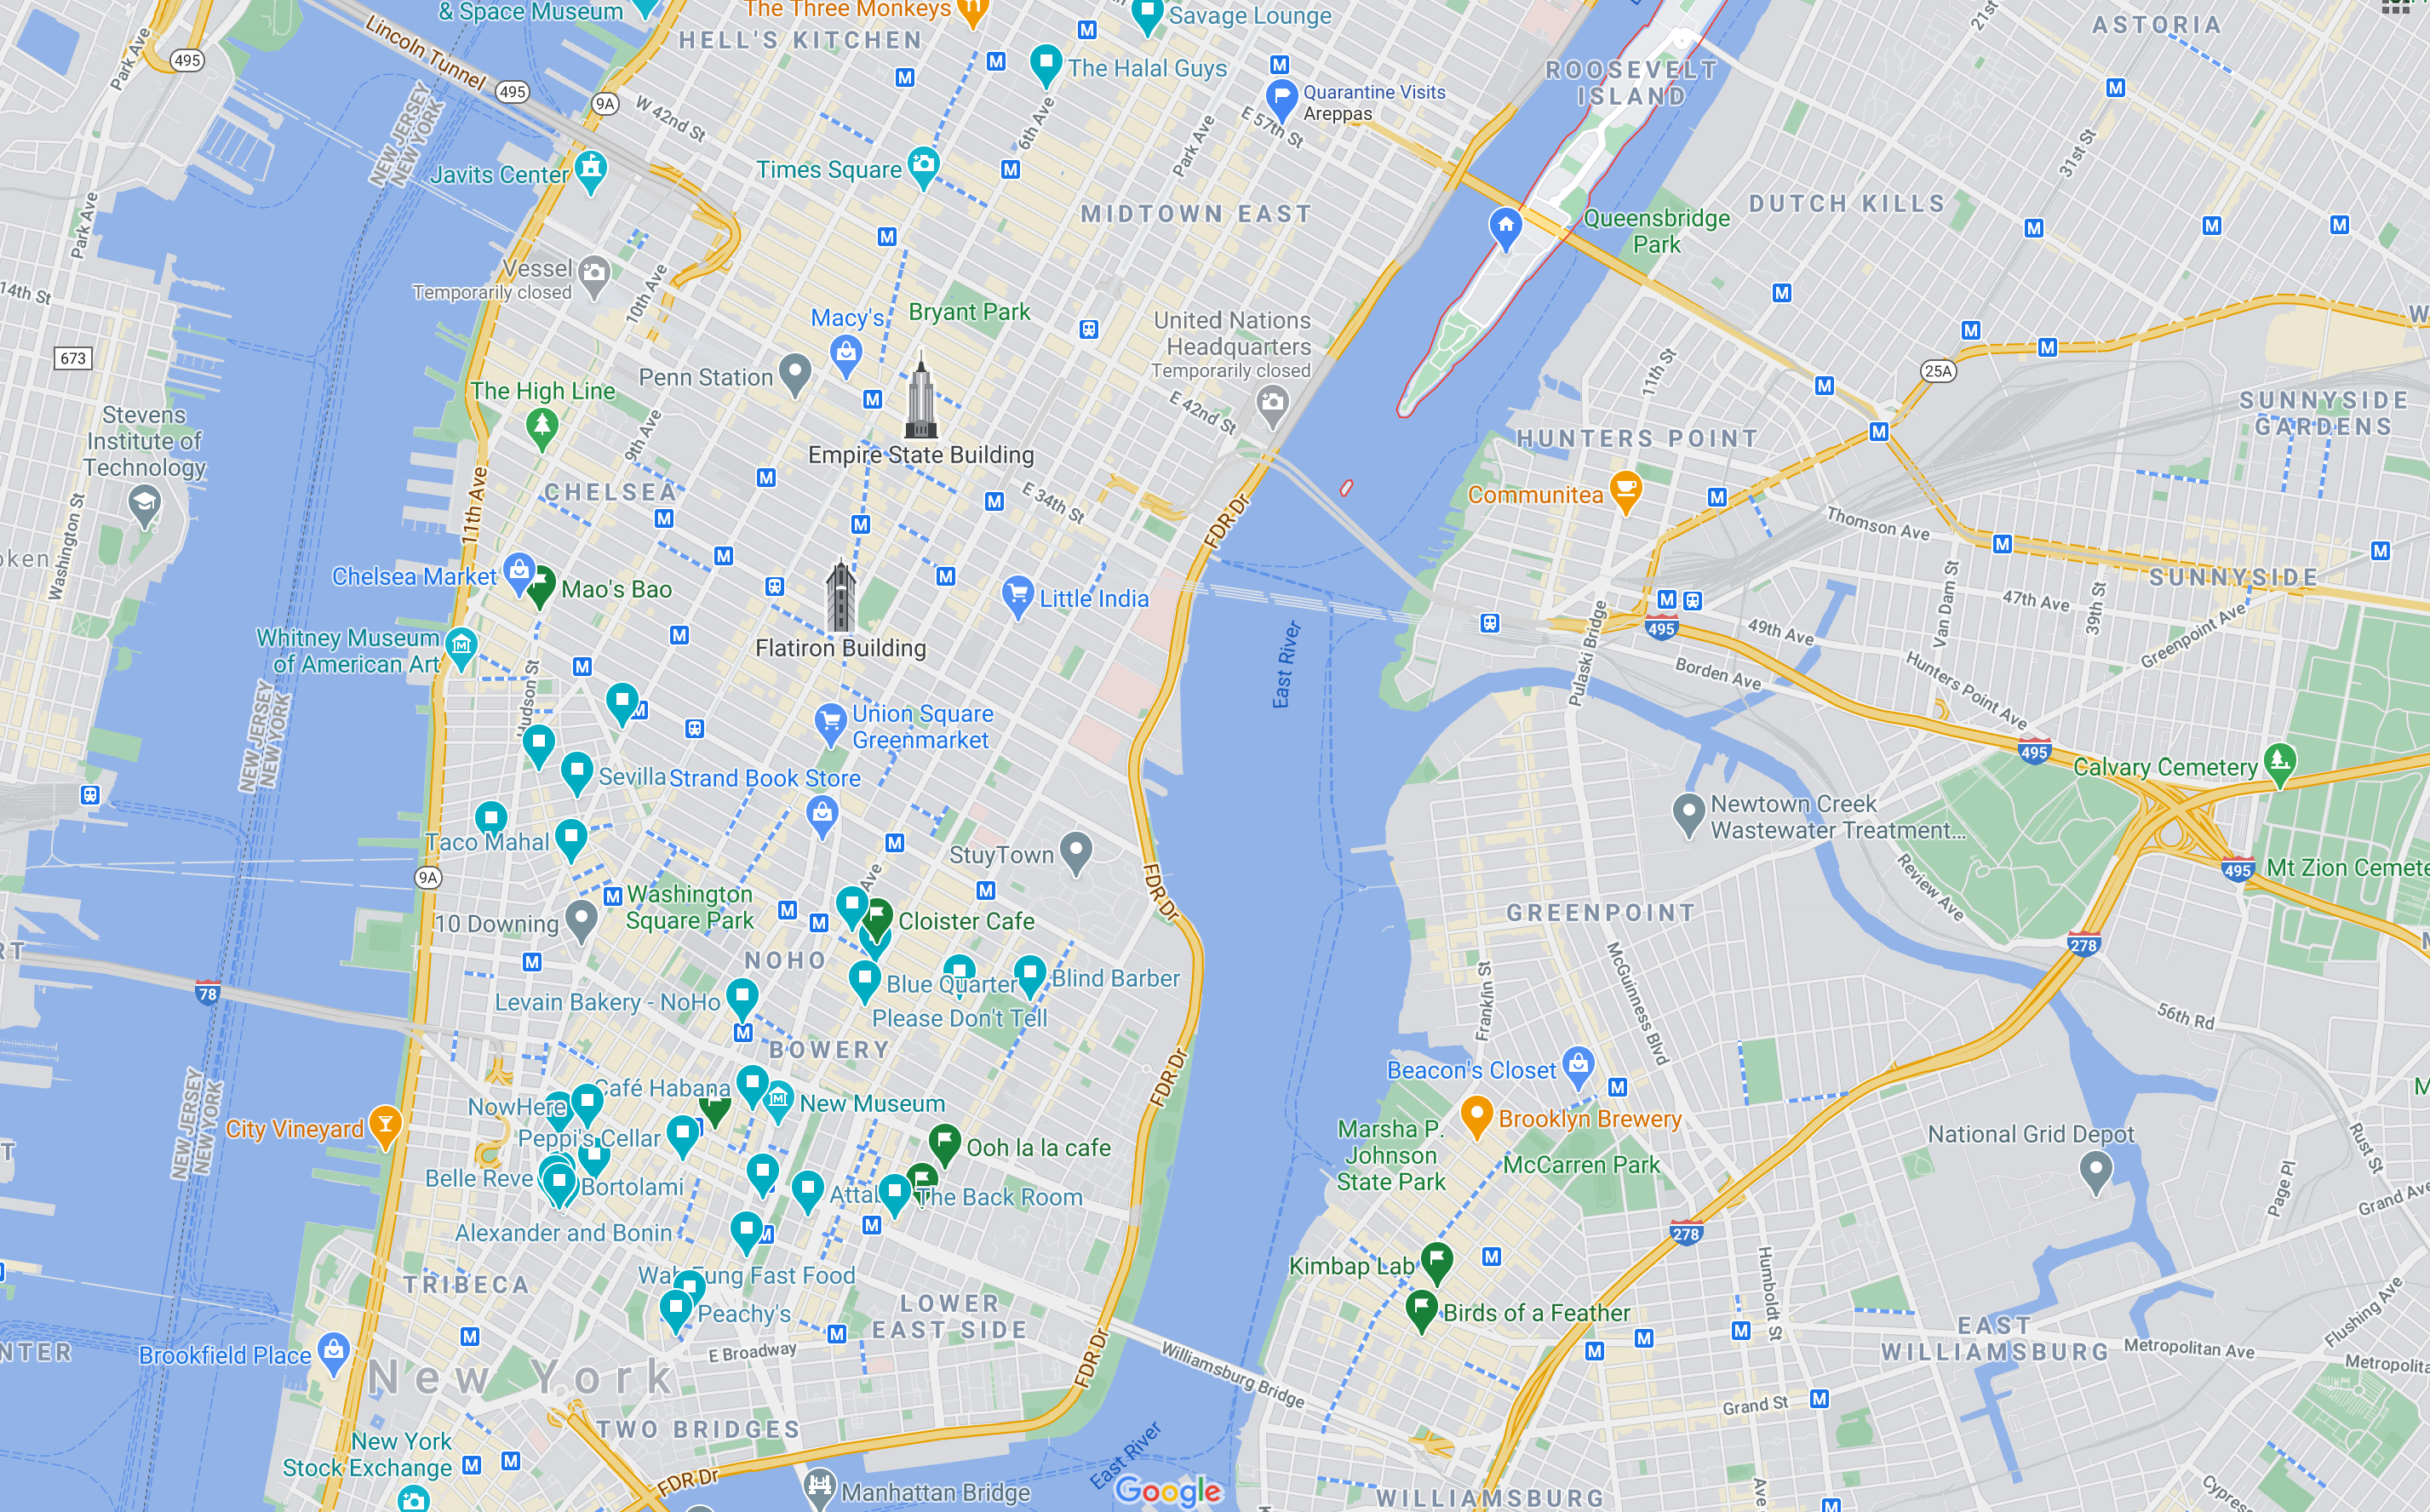 & Space Museum
The Three Monkeys
Savage Lounge
HELL'S KITCHEN
The Halal Guys
Lincoln Tunnel
Park Ave
495
495
9A
W 42nd St
6th Ave
Park Ave
E 57th St
Quarantine Visits
Areppas
ROOSEVELT
ISLAND
21st
ASTORIA
31st St
NEW JERSEY
NEW YORK
Javits Center
Times Square
MIDTOWN EAST
DUTCH KILLS
Queensbridge
Park
Park Ave
14th St
673
Vessel
Temporarily closed
10th Ave
Macy's
Bryant Park
United Nations
Headquarters
Temporarily closed
E 42nd St
11th St
25A
SUNNYSIDE
GARDENS
Stevens
Institute of
Technology
The High Line
Penn Station
9th Ave
Empire State Building
HUNTERS POINT
Communitea
CHELSEA
11th Ave
E 34th St
FDR Dr
Thomson Ave
oken
Washington St
Chelsea Market
Mao's Bao
Little India
SUNNYSIDE
Van Dam St
47th Ave
39th St
Greenpoint Ave
Whitney Museum
of American Art
Flatiron Building
East River
Pulaski Bridge
495
49th Ave
Borden Ave
Hunters Point Ave
NEW JERSEY
NEW YORK
Hudson St
Union Square
Greenmarket
Sevilla
Strand Book Store
495
Calvary Cemetery
Taco Mahal
9A
StuyTown
FDR Dr
Newtown Creek
Wastewater Treatment...
Review Ave
495
Mt Zion Cemete
Washington
Square Park
10 Downing
Ave
Cloister Cafe
GREENPOINT
278
78
NOHO
Blue Quarter
Blind Barber
Levain Bakery - NoHo
Please Don't Tell
Franklin St
McGuinness Blvd
56th Rd
BOWERY
FDR Dr
Café Habana
NowHere
New Museum
Beacon's Closet
Brooklyn Brewery
NEW JERSEY
NEW YORK
City Vineyard
Peppi's Cellar
Ooh la la cafe
Marsha P.
Johnson
State Park
McCarren Park
National Grid Depot
Rust St
Belle Reve
Bortolami
The Back Room
Page Pl
Grand Ave
Alexander and Bonin
278
Kimbap Lab
Humboldt St
TRIBECA
Wah Fung Fast Food
Peachy's
LOWER
EAST SIDE
Birds of a Feather
EAST
WILLIAMSBURG
Metropolitan Ave
Flushing Ave
Metropolita
NTER
Brookfield Place
New York
E Broadway
FDR Dr
Williamsburg Bridge
Grand St
TWO BRIDGES
New York
Stock Exchange
FDR Dr
Manhattan Bridge
East River
Google
WILLIAMSBURG
Ave
Cypress